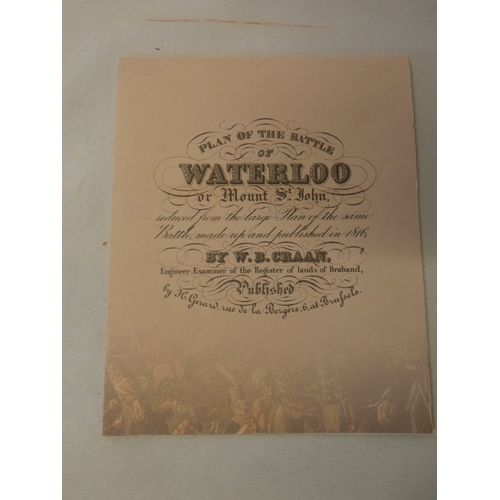 PLAN OF THE BATTLE
OF
WATERLOO
or Mount St. John,
reduced from the large Plan of the same
Battle, made up and published in 1816,
BY W. B. CRAAN,
Engineer-Examiner of the Register of lands of Braband,
Published
by H. Gérard, rue de la Bergère, 6, at Brussels.